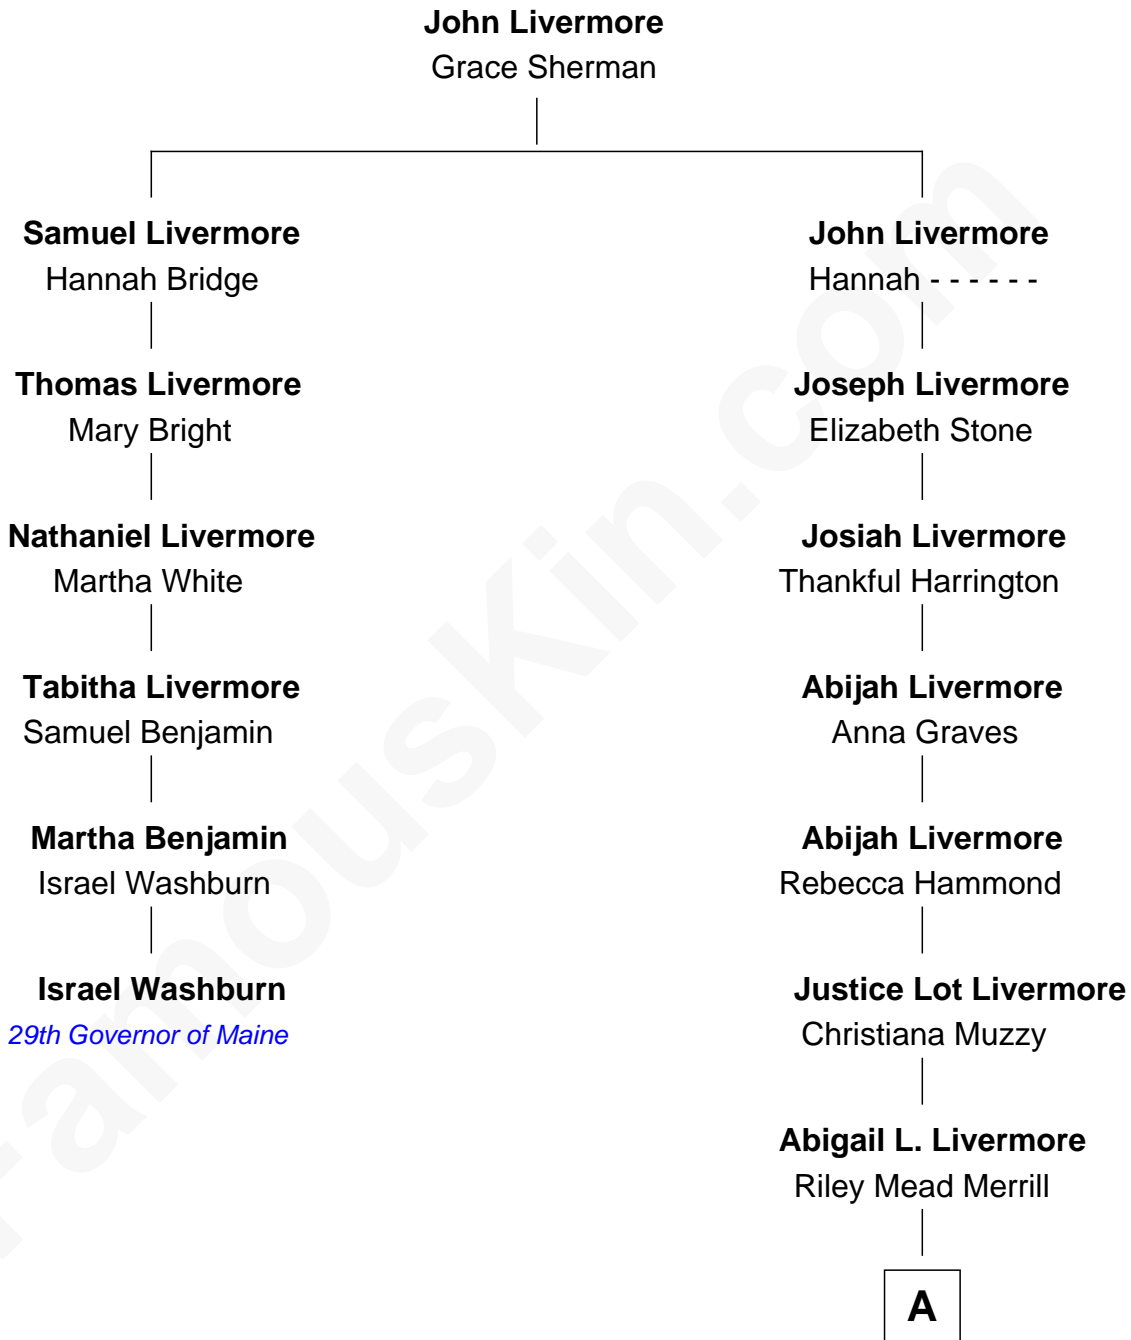 John Livermore
Grace Sherman
Samuel Livermore
Hannah Bridge
Thomas Livermore
Mary Bright
Nathaniel Livermore
Martha White
Tabitha Livermore
Samuel Benjamin
Martha Benjamin
Israel Washburn
Israel Washburn
29th Governor of Maine
John Livermore
Hannah - - - - - -
Joseph Livermore
Elizabeth Stone
Josiah Livermore
Thankful Harrington
Abijah Livermore
Anna Graves
Abijah Livermore
Rebecca Hammond
Justice Lot Livermore
Christiana Muzzy
Abigail L. Livermore
Riley Mead Merrill
A
FamousKin.com